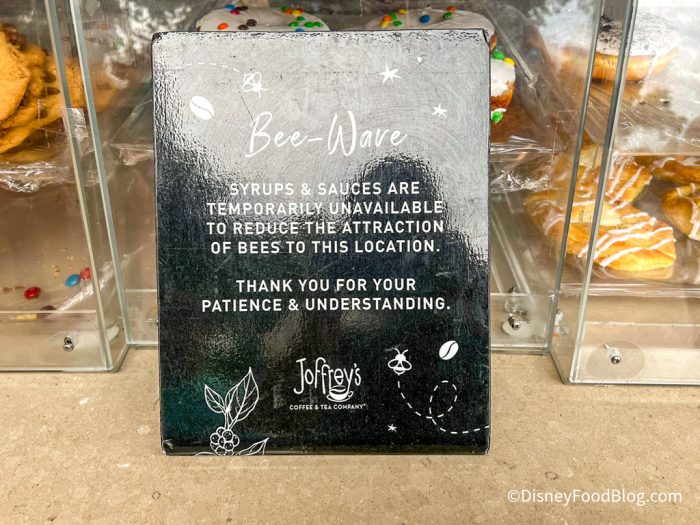 Bee-Wave
SYRUPS & SAUCES ARE
TEMPORARILY UNAVAILABLE
TO REDUCE THE ATTRACTION
OF BEES TO THIS LOCATION.
THANK YOU FOR YOUR
PATIENCE & UNDERSTANDING.
Joffrey's
COFFEE & TEA COMPANY
©DisneyFoodBlog.com